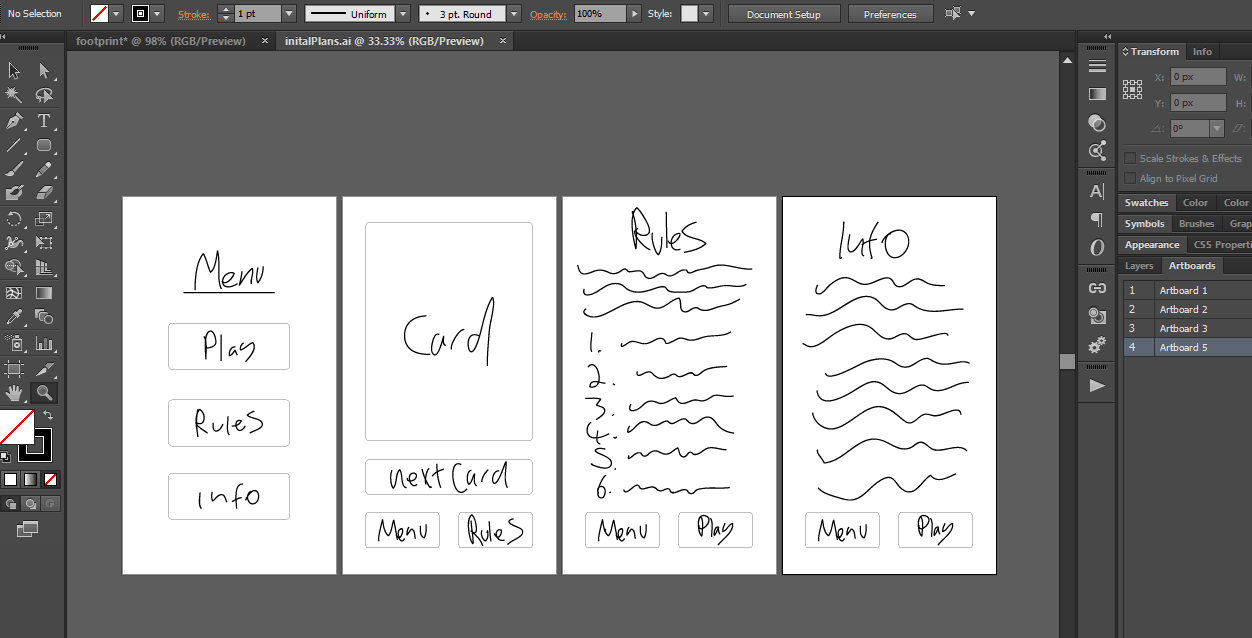 No Selection
Stroke: 1 pt Uniform 3 pt. Round Opacity: 100% Style: Document Setup Preferences
footprint* @ 98% (RGB/Preview) × initalPlans.ai @ 33.33% (RGB/Preview) ×
Transform Info
X: 0 px W:
Y: 0 px H:
0°
Scale Strokes & Effects
Align to Pixel Grid
Swatches Color Color
Symbols Brushes Grap
Appearance CSS Properti
Layers Artboards
1 Artboard 1
2 Artboard 2
3 Artboard 3
4 Artboard 5
Menu
Play
Rules
info
Card
next Card
Menu Rules
Rules
1.
2.
3.
4.
5.
6.
Menu Play
Info
Menu Play